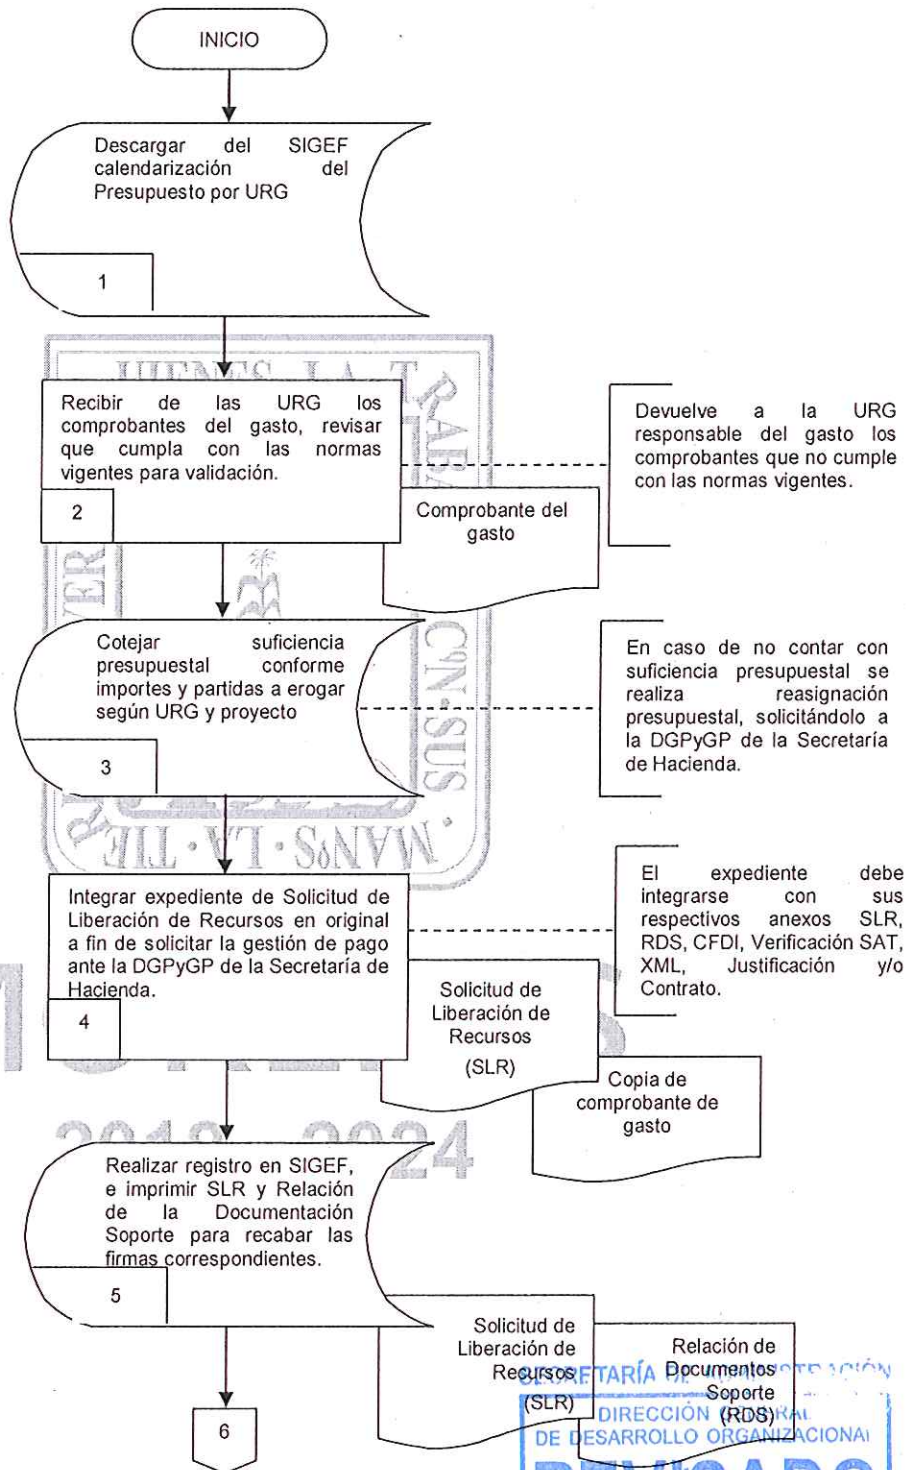 INICIO
Descargar del SIGEF
calendarización del
Presupuesto por URG
1
Recibir de las URG los
comprobantes del gasto, revisar
que cumpla con las normas
vigentes para validación.
2
Comprobante del
gasto
Devuelve a la URG
responsable del gasto los
comprobantes que no cumple
con las normas vigentes.
Cotejar suficiencia
presupuestal conforme
importes y partidas a erogar
según URG y proyecto
3
En caso de no contar con
suficiencia presupuestal se
realiza reasignación
presupuestal, solicitándolo a
la DGPyGP de la Secretaría
de Hacienda.
Integrar expediente de Solicitud de
Liberación de Recursos en original
a fin de solicitar la gestión de pago
ante la DGPyGP de la Secretaría de
Hacienda.
4
Solicitud de
Liberación de
Recursos
(SLR)
Copia de
comprobante de
gasto
El expediente debe
integrarse con sus
respectivos anexos SLR,
RDS, CFDI, Verificación SAT,
XML, Justificación y/o
Contrato.
2018 2024
Realizar registro en SIGEF,
e imprimir SLR y Relación
de la Documentación
Soporte para recabar las
firmas correspondientes.
5
Solicitud de
Liberación de
Recursos
(SLR)
Relación de
Documentos
Soporte
(RDS)
6
SECRETARÍA DE ADMINISTRACIÓN
DIRECCIÓN GENERAL
DE DESARROLLO ORGANIZACIONAL
REVISADO